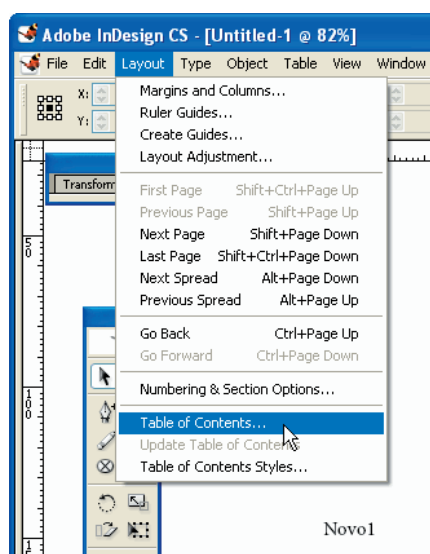 Adobe InDesign CS - [Untitled-1 @ 82%]
File Edit Layout Type Object Table View Window
X:
Y:
Margins and Columns...
Ruler Guides...
Create Guides...
Layout Adjustment...
Transform
First Page Shift+Ctrl+Page Up
Previous Page Shift+Page Up
Next Page Shift+Page Down
Last Page Shift+Ctrl+Page Down
Next Spread Alt+Page Down
Previous Spread Alt+Page Up
50
Go Back Ctrl+Page Up
Go Forward Ctrl+Page Down
Numbering & Section Options...
100
Table of Contents...
Update Table of Contents
Table of Contents Styles...
Novo1